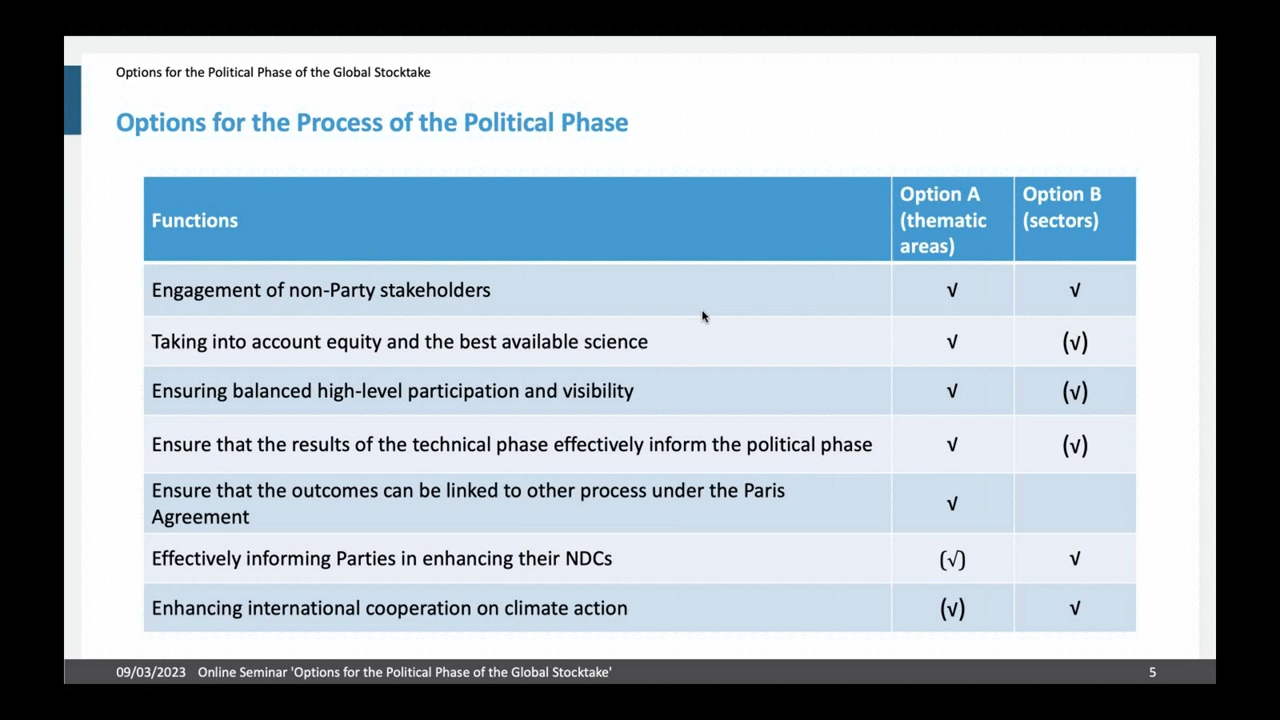 Options for the Political Phase of the Global Stocktake
Options for the Process of the Political Phase
Functions
Option A
(thematic
areas)
Option B
(sectors)
Engagement of non-Party stakeholders √ √
Taking into account equity and the best available science √ (√)
Ensuring balanced high-level participation and visibility √ (√)
Ensure that the results of the technical phase effectively inform the political phase √ (√)
Ensure that the outcomes can be linked to other process under the Paris
Agreement √
Effectively informing Parties in enhancing their NDCs (√) √
Enhancing international cooperation on climate action (√) √
09/03/2023 Online Seminar 'Options for the Political Phase of the Global Stocktake' 5